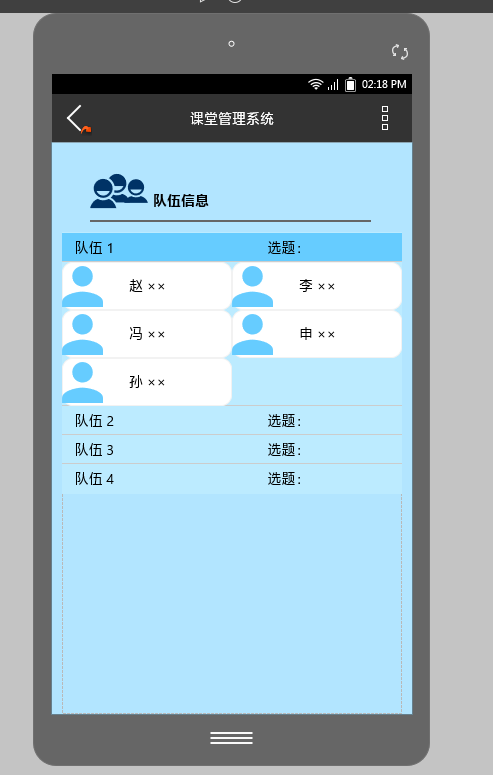 02:18 PM
课堂管理系统
队伍信息
队伍 1 选题：
赵 ×× 李 ××
冯 ×× 申 ××
孙 ××
队伍 2 选题：
队伍 3 选题：
队伍 4 选题：